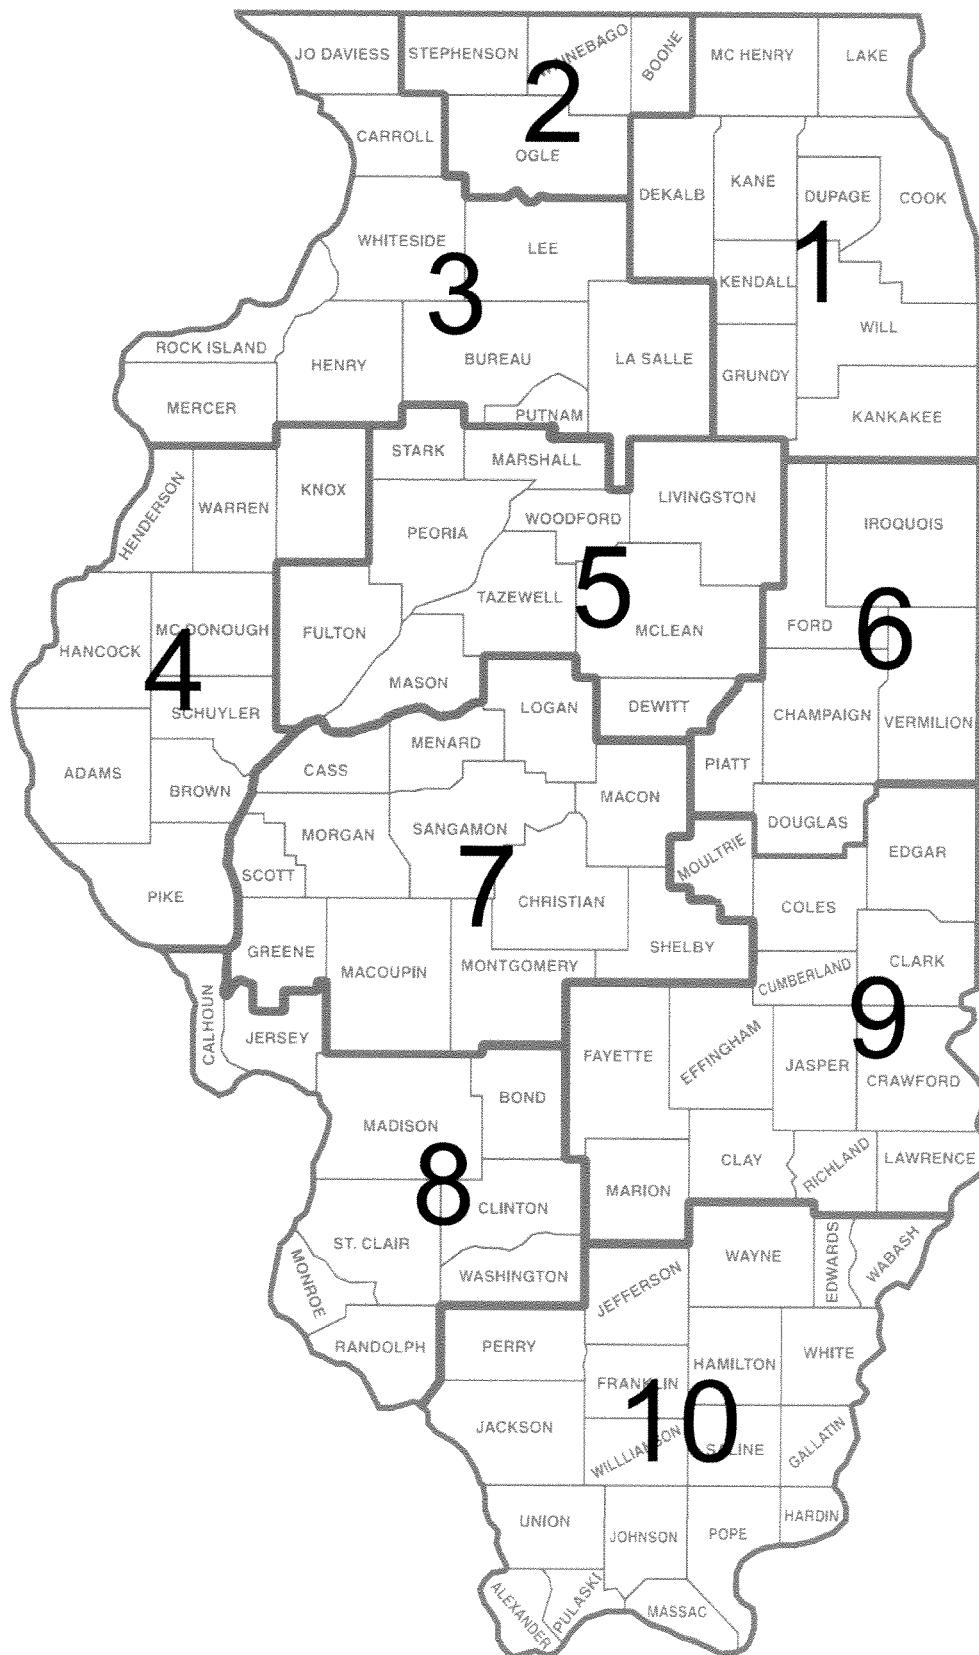 JO DAVIESS
STEPHENSON
WINNEBAGO
BOONE
MC HENRY
LAKE
2
CARROLL
OGLE
DEKALB
KANE
DUPAGE
COOK
WHITESIDE
LEE
1
3
KENDALL
WILL
ROCK ISLAND
HENRY
BUREAU
LA SALLE
GRUNDY
MERCER
PUTNAM
KANKAKEE
STARK
MARSHALL
KNOX
LIVINGSTON
HENDERSON
WARREN
PEORIA
WOODFORD
IROQUOIS
5
TAZEWELL
6
HANCOCK
MC DONOUGH
FULTON
MCLEAN
FORD
4
MASON
SCHUYLER
LOGAN
DEWITT
CHAMPAIGN
VERMILION
ADAMS
BROWN
CASS
MENARD
MACON
PIATT
MORGAN
SANGAMON
DOUGLAS
MOULTRIE
EDGAR
SCOTT
7
PIKE
CHRISTIAN
COLES
GREENE
MACOUPIN
MONTGOMERY
SHELBY
CUMBERLAND
CLARK
9
CALHOUN
JERSEY
FAYETTE
EFFINGHAM
JASPER
CRAWFORD
MADISON
BOND
8
MARION
CLAY
RICHLAND
LAWRENCE
CLINTON
ST. CLAIR
MONROE
WASHINGTON
JEFFERSON
WAYNE
EDWARDS
WABASH
RANDOLPH
PERRY
FRANKLIN
HAMILTON
WHITE
10
JACKSON
WILLLIAMSON
SALINE
GALLATIN
UNION
JOHNSON
POPE
HARDIN
ALEXANDER
PULASKI
MASSAC